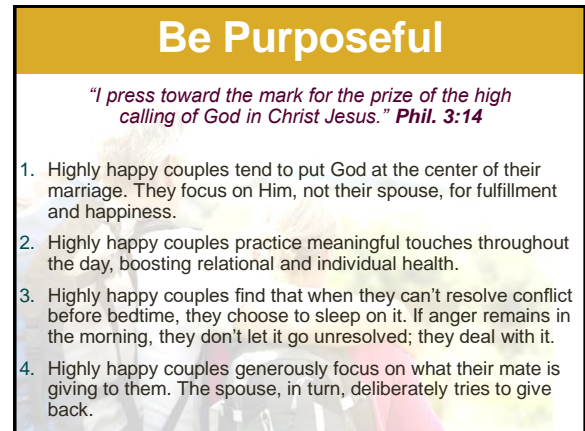 Be Purposeful
“I press toward the mark for the prize of the high
calling of God in Christ Jesus.” Phil. 3:14
1. Highly happy couples tend to put God at the center of their
marriage. They focus on Him, not their spouse, for fulfillment
and happiness.
2. Highly happy couples practice meaningful touches throughout
the day, boosting relational and individual health.
3. Highly happy couples find that when they can’t resolve conflict
before bedtime, they choose to sleep on it. If anger remains in
the morning, they don’t let it go unresolved; they deal with it.
4. Highly happy couples generously focus on what their mate is
giving to them. The spouse, in turn, deliberately tries to give
back.